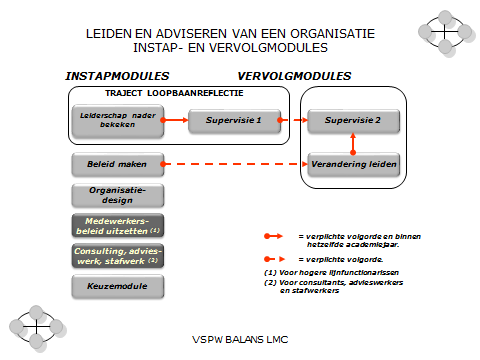 LEIDEN EN ADVISEREN VAN EEN ORGANISATIE
INSTAP- EN VERVOLGMODULES
INSTAPMODULES
VERVOLGMODULES
TRAJECT LOOPBAANREFLECTIE
Leiderschap nader
bekeken
Supervisie 1
Supervisie 2
Beleid maken
Verandering leiden
Organisatie-
design
Medewerkers-
beleid uitzetten (1)
Consulting, advies-
werk, stafwerk (2)
Keuzemodule
= verplichte volgorde en binnen
hetzelfde academiejaar.
= verplichte volgorde.
(1) Voor hogere lijnfunctionarissen
(2) Voor consultants, advieswerkers
en stafwerkers
VSPW BALANS LMC